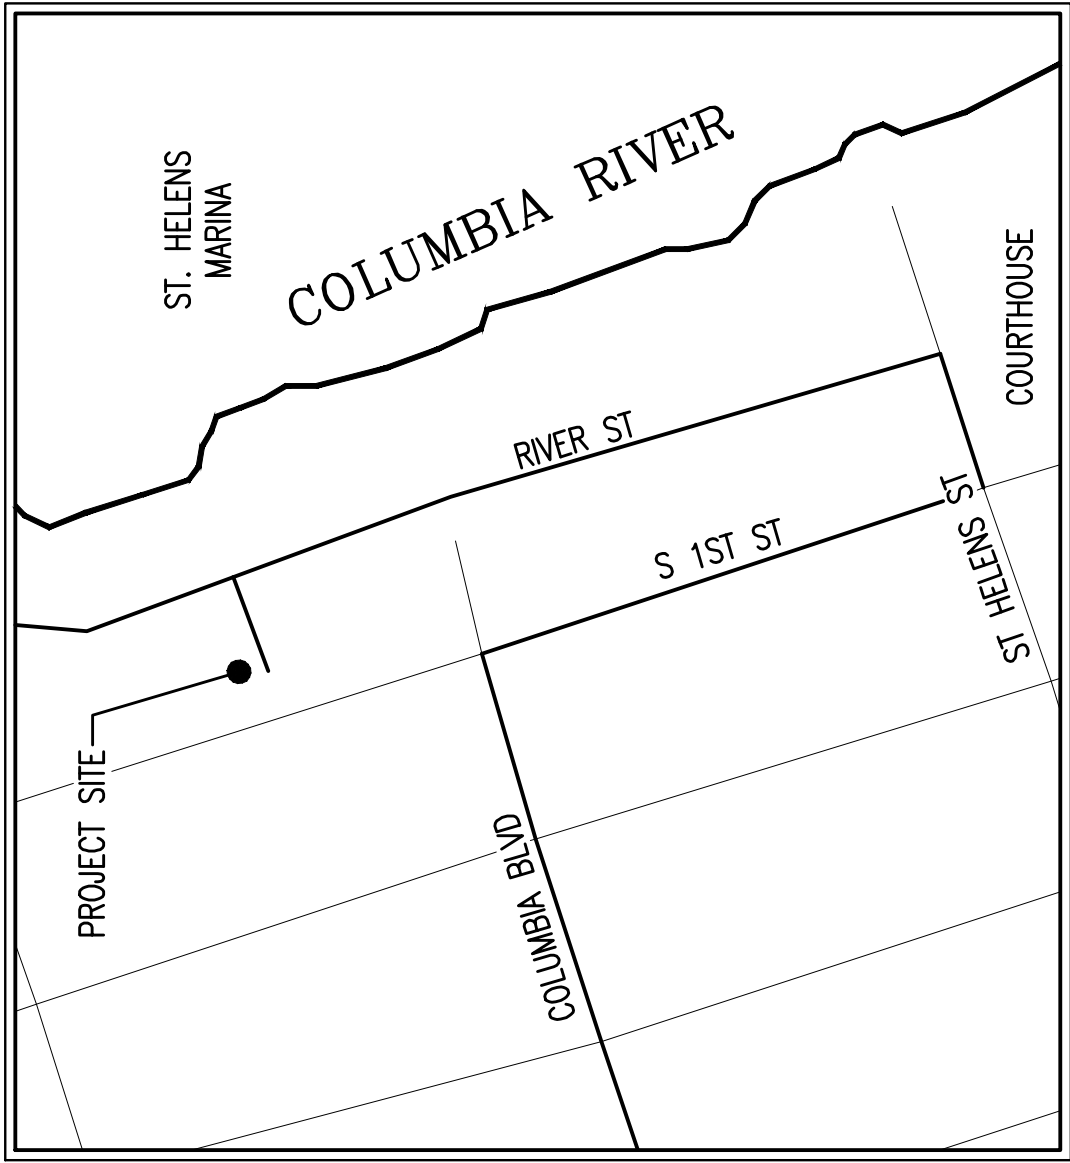 ST. HELENS
MARINA
COLUMBIA RIVER
COURTHOUSE
RIVER ST
S 1ST ST
ST HELENS ST
PROJECT SITE
COLUMBIA BLVD